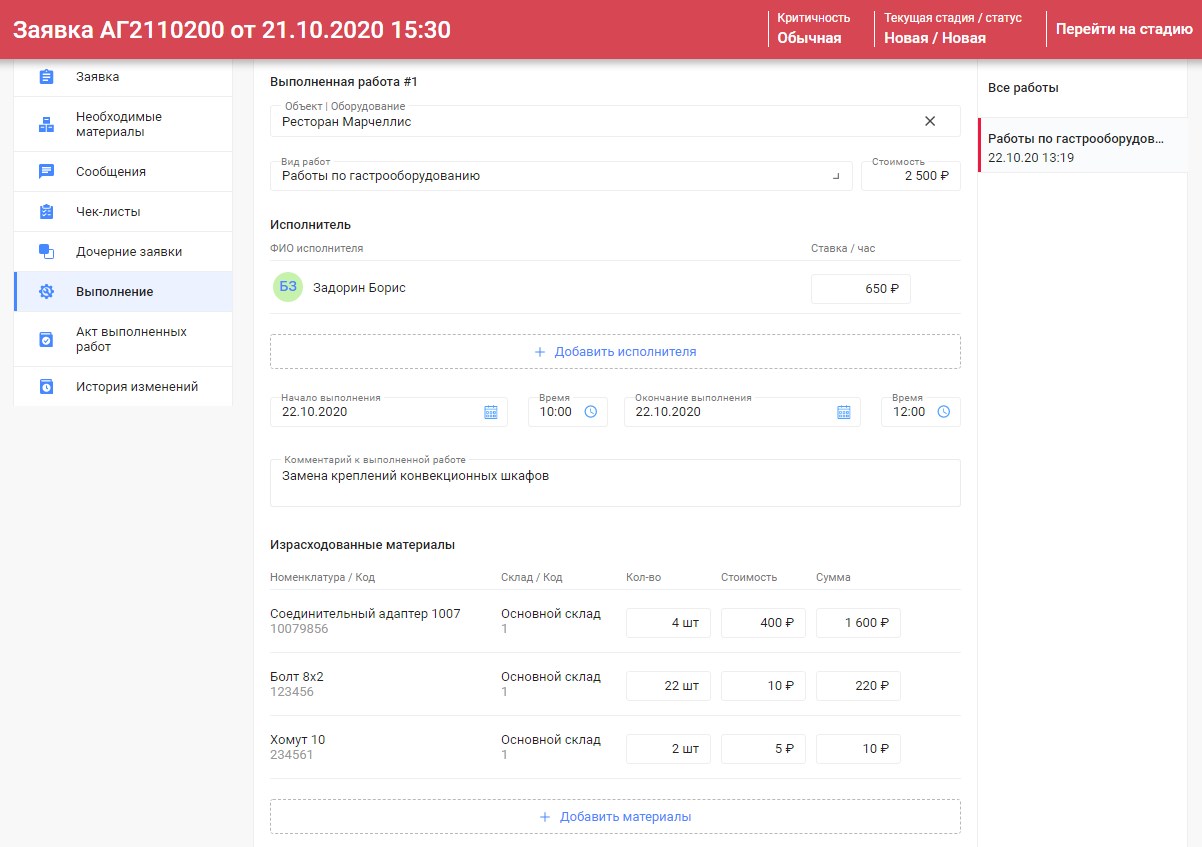 Заявка АГ2110200 от 21.10.2020 15:30
Критичность
Обычная
Текущая стадия / статус
Новая / Новая
Перейти на стадию
Заявка
Необходимые
материалы
Сообщения
Чек-листы
Дочерние заявки
Выполнение
Акт выполненных
работ
История изменений
Выполненная работа #1
Объект | Оборудование
Ресторан Марчеллис
Вид работ
Работы по гастрооборудованию
Стоимость
2 500 ₽
Исполнитель
ФИО исполнителя
Ставка / час
БЗ
Задорин Борис
650 ₽
+ Добавить исполнителя
Начало выполнения
22.10.2020
Время
10:00
Окончание выполнения
22.10.2020
Время
12:00
Комментарий к выполненной работе
Замена креплений конвекционных шкафов
Израсходованные материалы
Номенклатура / Код
Склад / Код
Кол-во
Стоимость
Сумма
Соединительный адаптер 1007
10079856
Основной склад
1
4 шт
400 ₽
1 600 ₽
Болт 8х2
123456
Основной склад
1
22 шт
10 ₽
220 ₽
Хомут 10
234561
Основной склад
1
2 шт
5 ₽
10 ₽
+ Добавить материалы
Все работы
Работы по гастрооборудов...
22.10.20 13:19